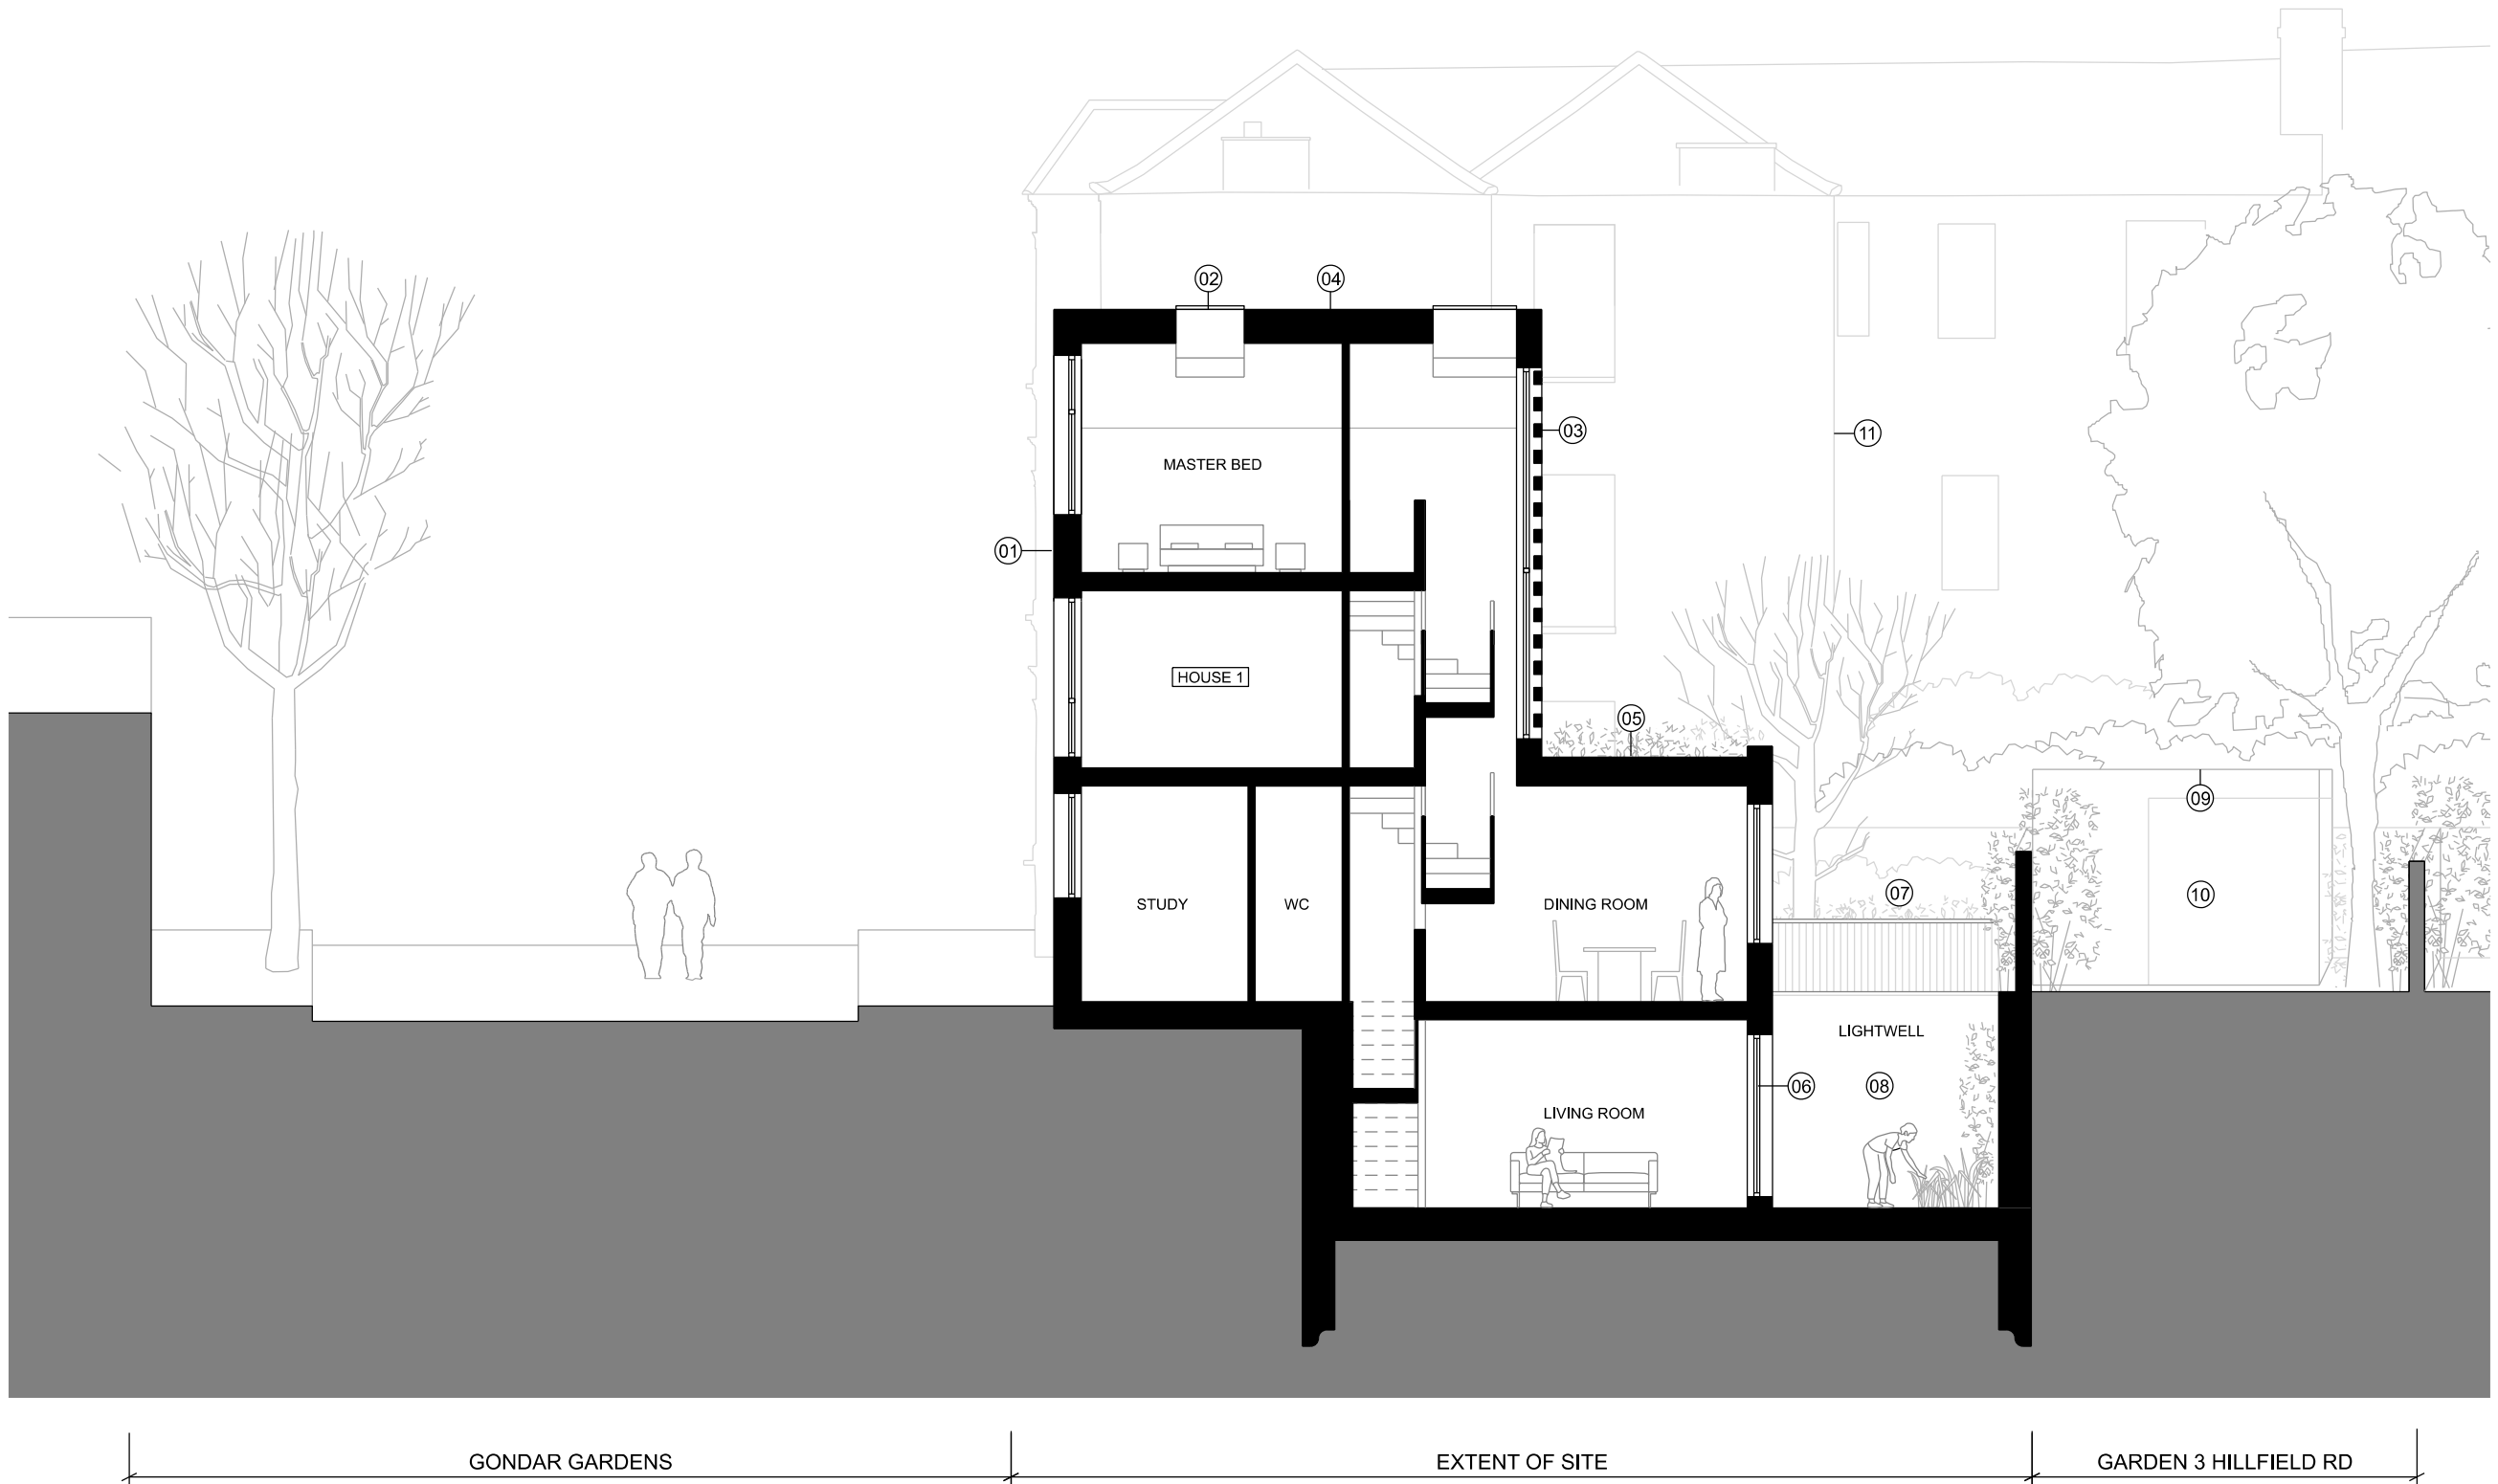 02
04
03
11
MASTER BED
01
HOUSE 1
05
09
STUDY
WC
DINING ROOM
07
10
LIGHTWELL
06
08
LIVING ROOM
GONDAR GARDENS
EXTENT OF SITE
GARDEN 3 HILLFIELD RD